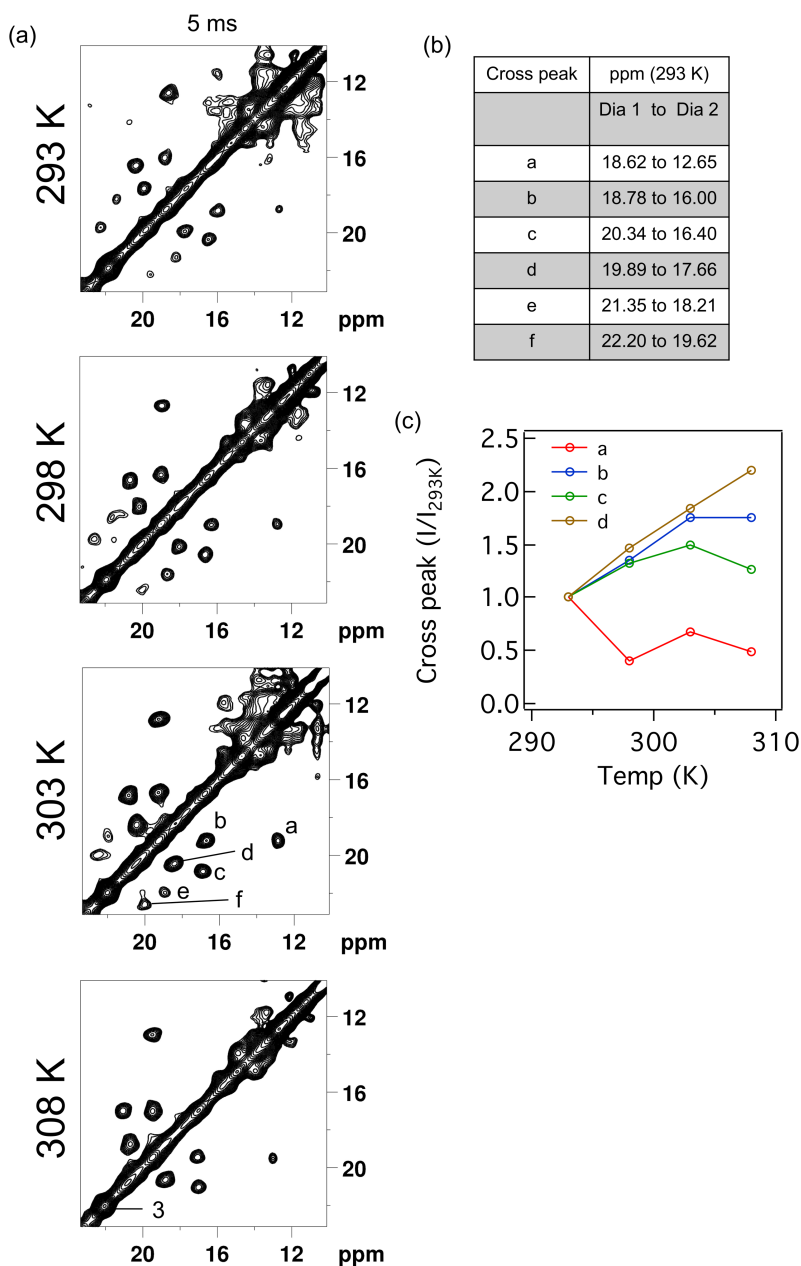 (a)
5 ms
293 K
12
16
20
20 16 12 ppm
298 K
12
16
20
20 16 12 ppm
303 K
12
16
20
b
a
d
c
e
f
20 16 12 ppm
308 K
12
16
20
3
20 16 12 ppm
(b)
Cross peak ppm (293 K)
Dia 1 to Dia 2
a 18.62 to 12.65
b 18.78 to 16.00
c 20.34 to 16.40
d 19.89 to 17.66
e 21.35 to 18.21
f 22.20 to 19.62
(c)
Cross peak (I/I293K)
2.5
2.0
1.5
1.0
0.5
0.0
a
b
c
d
290 300 310
Temp (K)